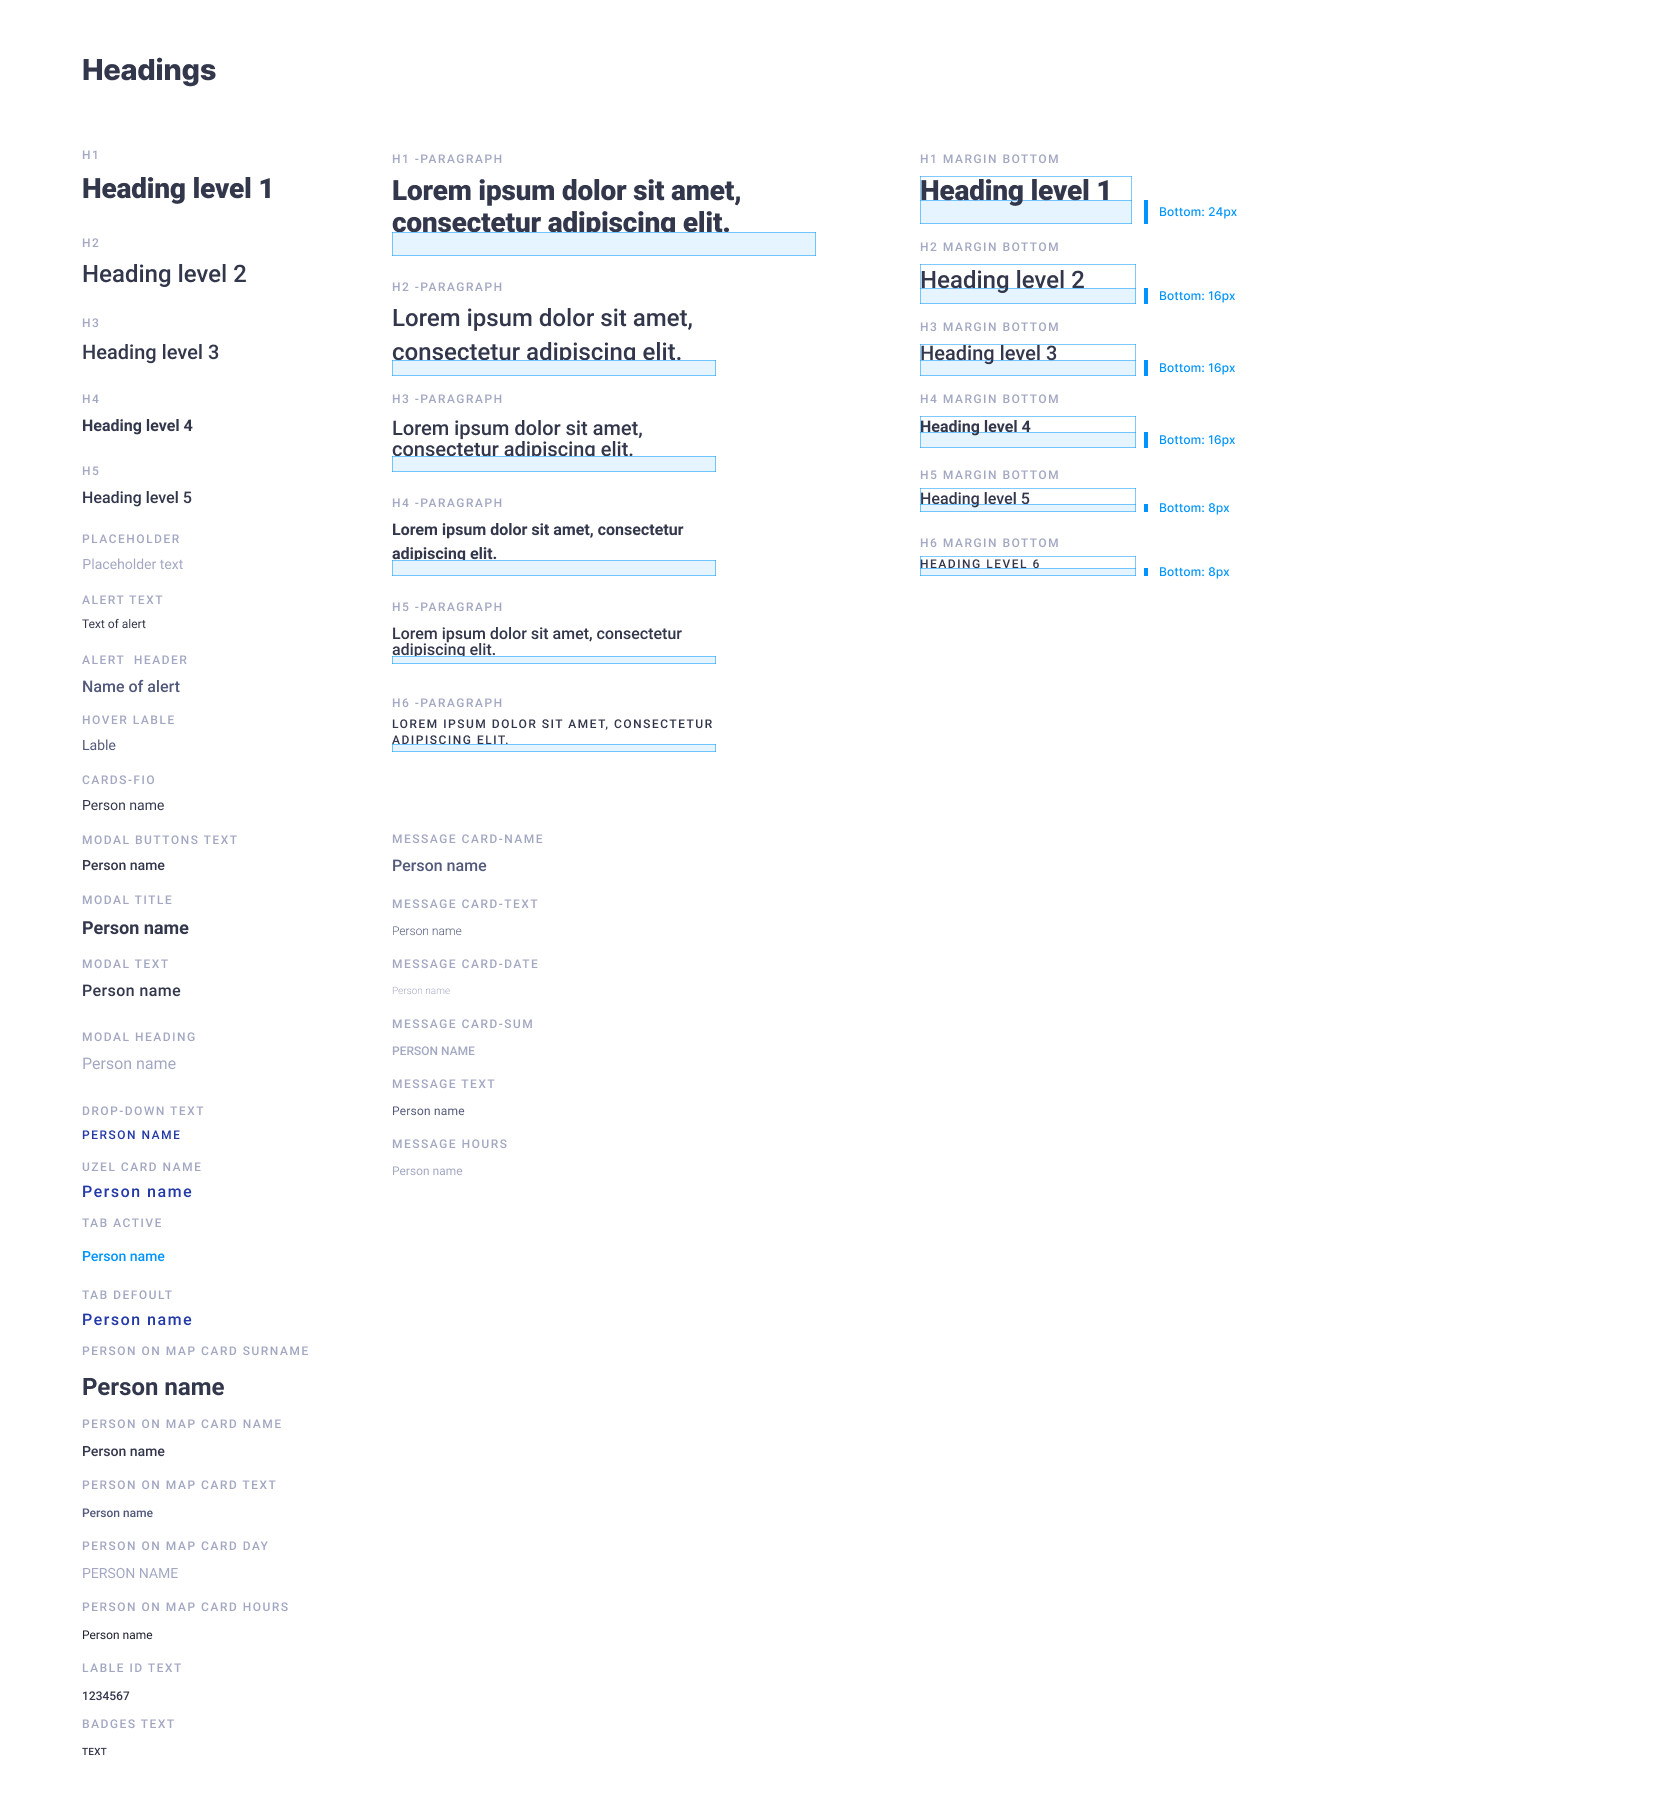 Headings
H1
Heading level 1
H2
Heading level 2
H3
Heading level 3
H4
Heading level 4
H5
Heading level 5
PLACEHOLDER
Placeholder text
ALERT TEXT
Text of alert
ALERT  HEADER
Name of alert
HOVER LABLE
Lable
CARDS-FIO
Person name
MODAL BUTTONS TEXT
Person name
MODAL TITLE
Person name
MODAL TEXT
Person name
MODAL HEADING
Person name
DROP-DOWN TEXT
PERSON NAME
UZEL CARD NAME
Person name
TAB ACTIVE
Person name
TAB DEFOULT
Person name
PERSON ON MAP CARD SURNAME
Person name
PERSON ON MAP CARD NAME
Person name
PERSON ON MAP CARD TEXT
Person name
PERSON ON MAP CARD DAY
PERSON NAME
PERSON ON MAP CARD HOURS
Person name
LABLE ID TEXT
1234567
BADGES TEXT
TEXT
H1 -PARAGRAPH
Lorem ipsum dolor sit amet,
consectetur adipiscing elit.
H2 -PARAGRAPH
Lorem ipsum dolor sit amet,
consectetur adipiscing elit.
H3 -PARAGRAPH
Lorem ipsum dolor sit amet,
consectetur adipiscing elit.
H4 -PARAGRAPH
Lorem ipsum dolor sit amet, consectetur
adipiscing elit.
H5 -PARAGRAPH
Lorem ipsum dolor sit amet, consectetur
adipiscing elit.
H6 -PARAGRAPH
LOREM IPSUM DOLOR SIT AMET, CONSECTETUR
ADIPISCING ELIT.
MESSAGE CARD-NAME
Person name
MESSAGE CARD-TEXT
Person name
MESSAGE CARD-DATE
Person name
MESSAGE CARD-SUM
PERSON NAME
MESSAGE TEXT
Person name
MESSAGE HOURS
Person name
H1 MARGIN BOTTOM
Heading level 1
Bottom: 24px
H2 MARGIN BOTTOM
Heading level 2
Bottom: 16px
H3 MARGIN BOTTOM
Heading level 3
Bottom: 16px
H4 MARGIN BOTTOM
Heading level 4
Bottom: 16px
H5 MARGIN BOTTOM
Heading level 5
Bottom: 8px
H6 MARGIN BOTTOM
HEADING LEVEL 6
Bottom: 8px